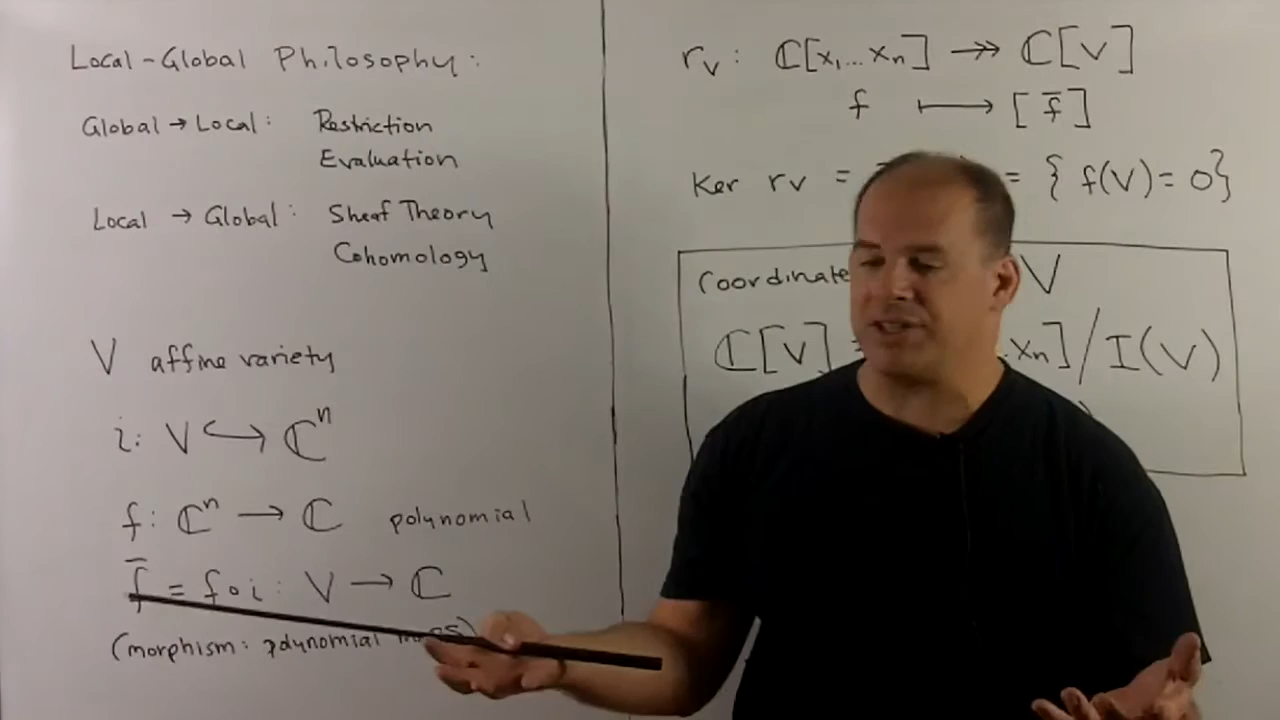 Local-Global Philosophy:
Global → Local: Restriction
Evaluation
Local → Global: Sheaf Theory
Cohomology
V affine variety
i: V ↪ ℂⁿ
f: ℂⁿ → ℂ polynomial
f̄ = f∘i: V → ℂ
(morphism: polynomial
r_V: ℂ[x₁...xₙ] ↠ ℂ[V]
f ⟼ [f̄]
Ker r_V = = { f(V) = 0}
Coordinate V
ℂ[V] = .xₙ]/I(V)